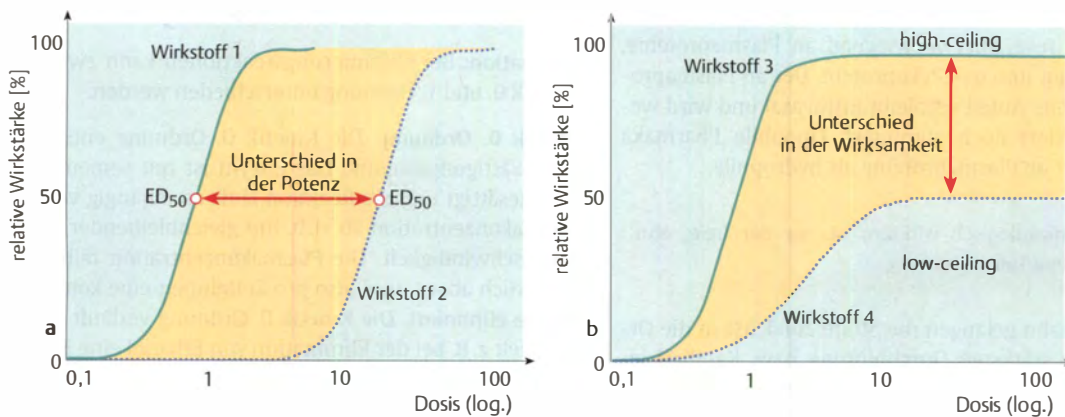 relative Wirkstärke [%]
100
50
0
Wirkstoff 1
Unterschied in
der Potenz
ED50
ED50
Wirkstoff 2
a
0,1
1
10
100
Dosis (log.)
relative Wirkstärke [%]
100
50
0
high-ceiling
Wirkstoff 3
Unterschied
in der Wirksamkeit
low-ceiling
Wirkstoff 4
b
0,1
1
10
100
Dosis (log.)